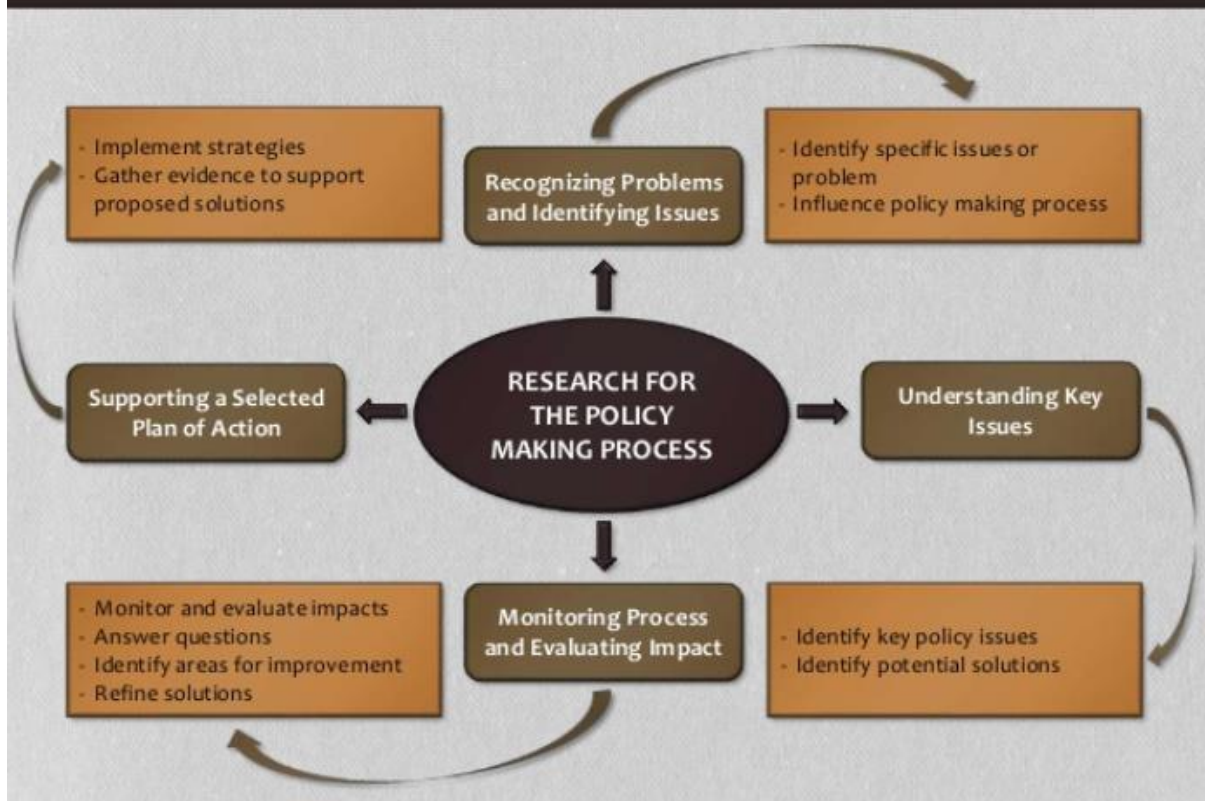 - Implement strategies
- Gather evidence to support
proposed solutions
Recognizing Problems
and Identifying Issues
- Identify specific issues or
problem
- Influence policy making process
Supporting a Selected
Plan of Action
RESEARCH FOR
THE POLICY
MAKING PROCESS
Understanding Key
Issues
- Monitor and evaluate impacts
- Answer questions
- Identify areas for improvement
- Refine solutions
Monitoring Process
and Evaluating Impact
- Identify key policy issues
- Identify potential solutions